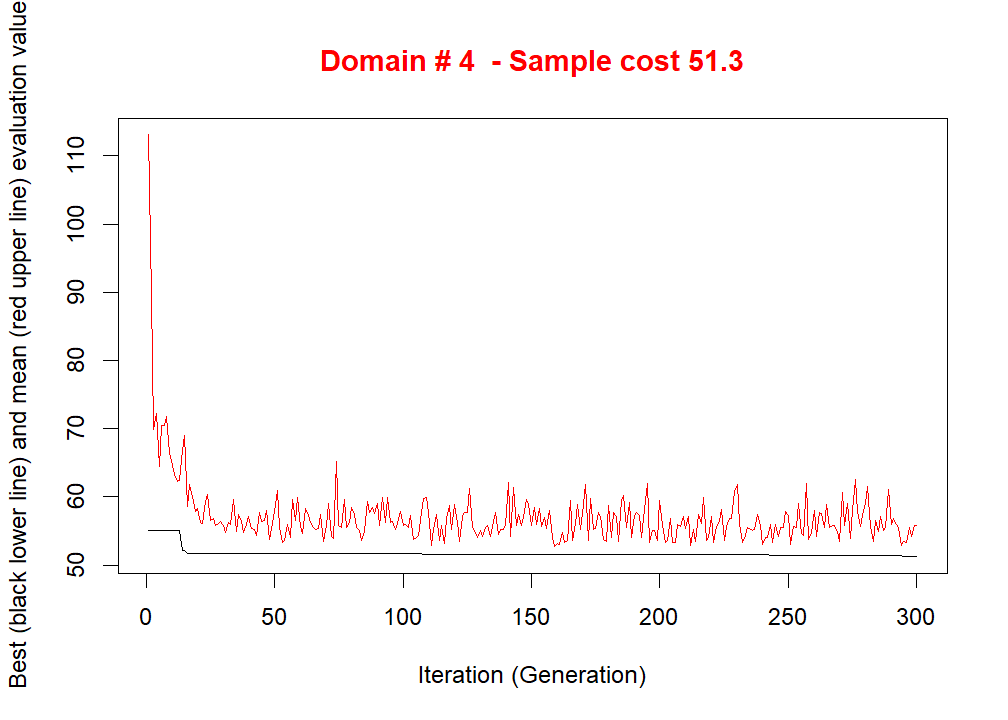 Domain # 4  - Sample cost 51.3
Best (black lower line) and mean (red upper line) evaluation value
110
100
90
80
70
60
50
0 50 100 150 200 250 300
Iteration (Generation)